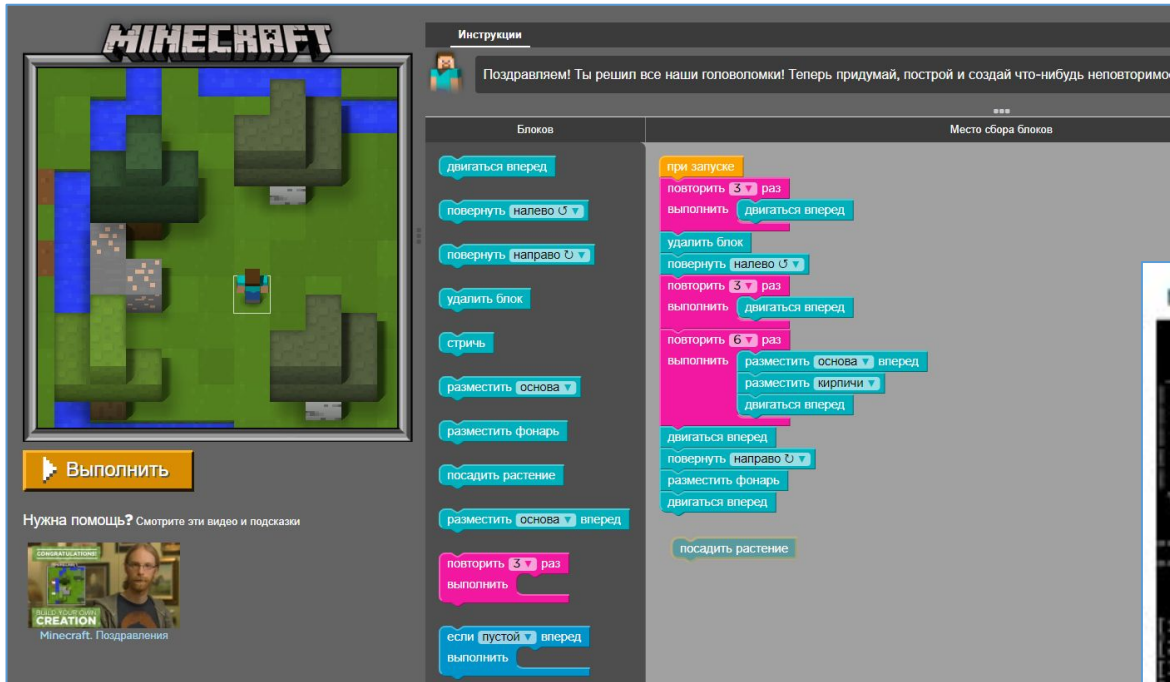 MINECRAFT
Инструкции
Поздравляем! Ты решил все наши головоломки! Теперь придумай, построй и создай что-нибудь неповторимо
Блоков
Место сбора блоков
двигаться вперед
повернуть налево ↺ ▼
повернуть направо ↻ ▼
удалить блок
стричь
разместить основа ▼
разместить фонарь
посадить растение
разместить основа ▼ вперед
повторить 3 ▼ раз
выполнить
если пустой ▼ вперед
выполнить
при запуске
повторить 3 ▼ раз
выполнить двигаться вперед
удалить блок
повернуть налево ↺ ▼
повторить 3 ▼ раз
выполнить двигаться вперед
повторить 6 ▼ раз
выполнить разместить основа ▼ вперед
разместить кирпичи ▼
двигаться вперед
двигаться вперед
повернуть направо ↻ ▼
разместить фонарь
двигаться вперед
посадить растение
Выполнить
Нужна помощь? Смотрите эти видео и подсказки
CONGRATULATIONS!
BUILD YOUR OWN
CREATION
Minecraft. Поздравления